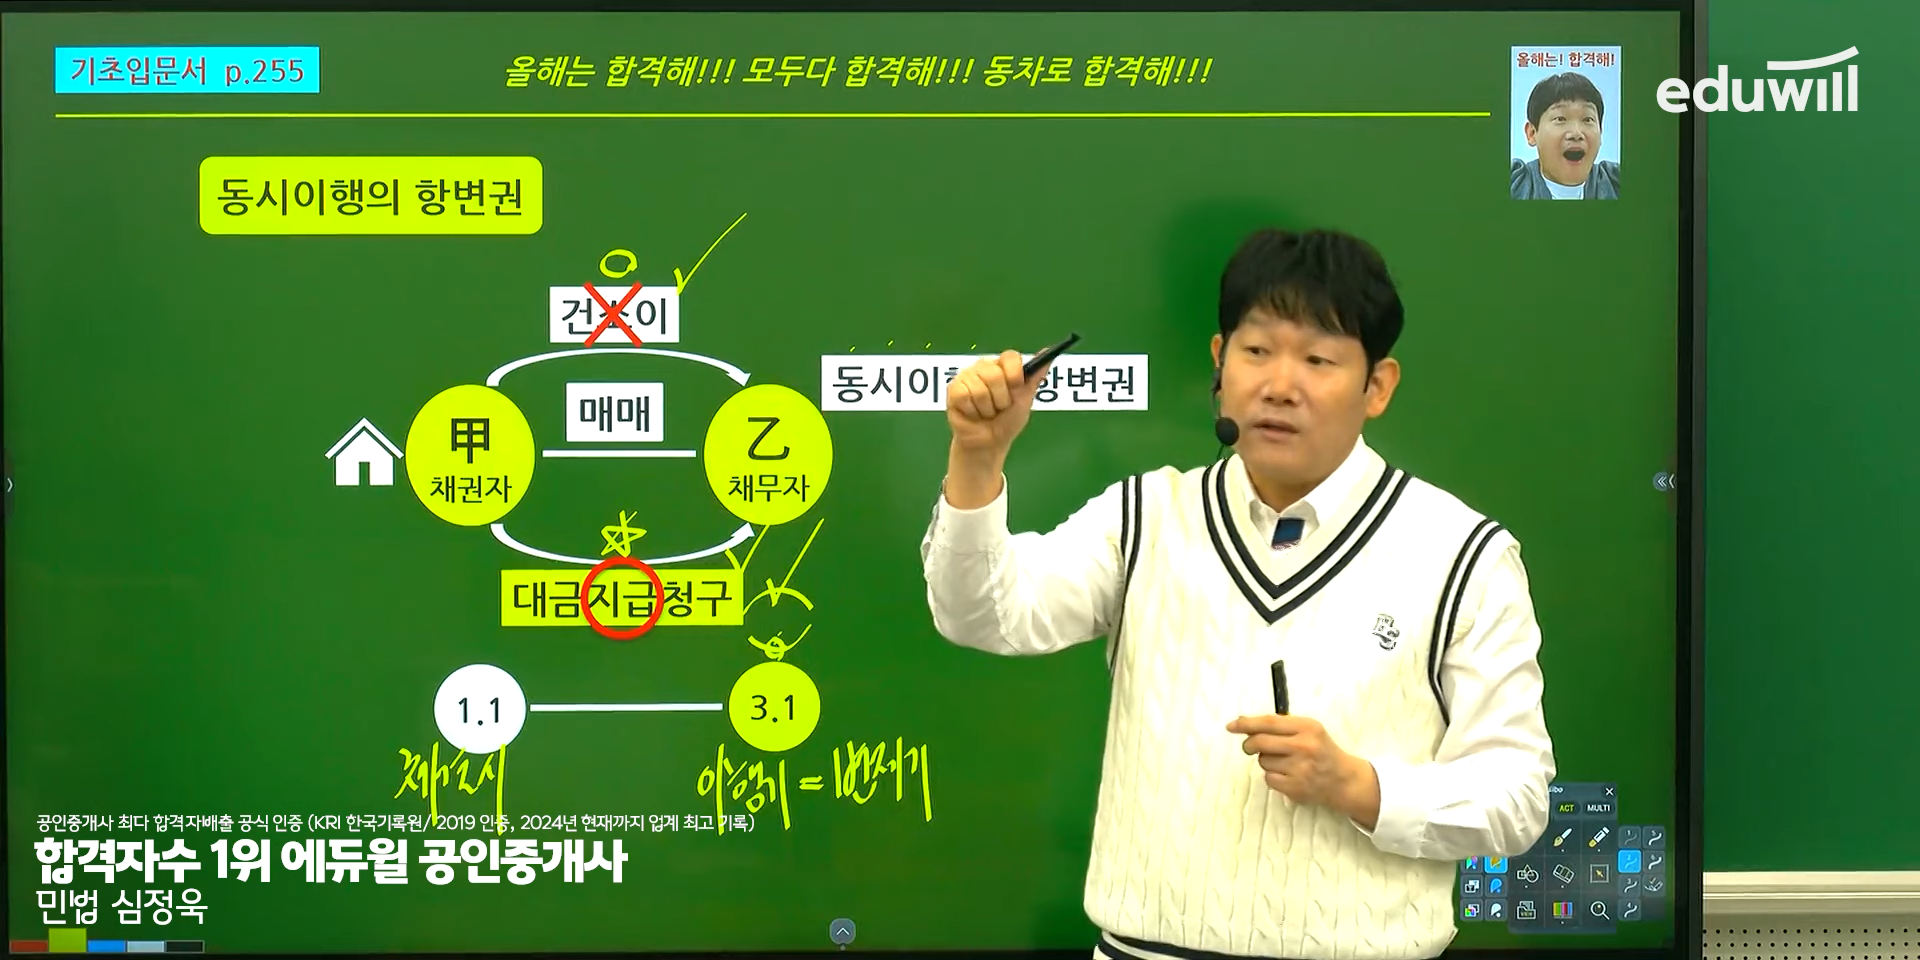 기초입문서 p.255
올해는 합격해!!! 모두다 합격해!!! 동차로 합격해!!!
올해는! 합격해!
eduwill
동시이행의 항변권
건소이
매매
동시이 항변권
甲
채권자
乙
채무자
대금지급청구
1.1
3.1
이행기 = 변제기
ACT MULTI
공인중개사 최다 합격자배출 공식 인증 (KRI 한국기록원/ 2019 인증, 2024년 현재까지 업계 최고 기록)
합격자수 1위 에듀윌 공인중개사
민법 심정욱